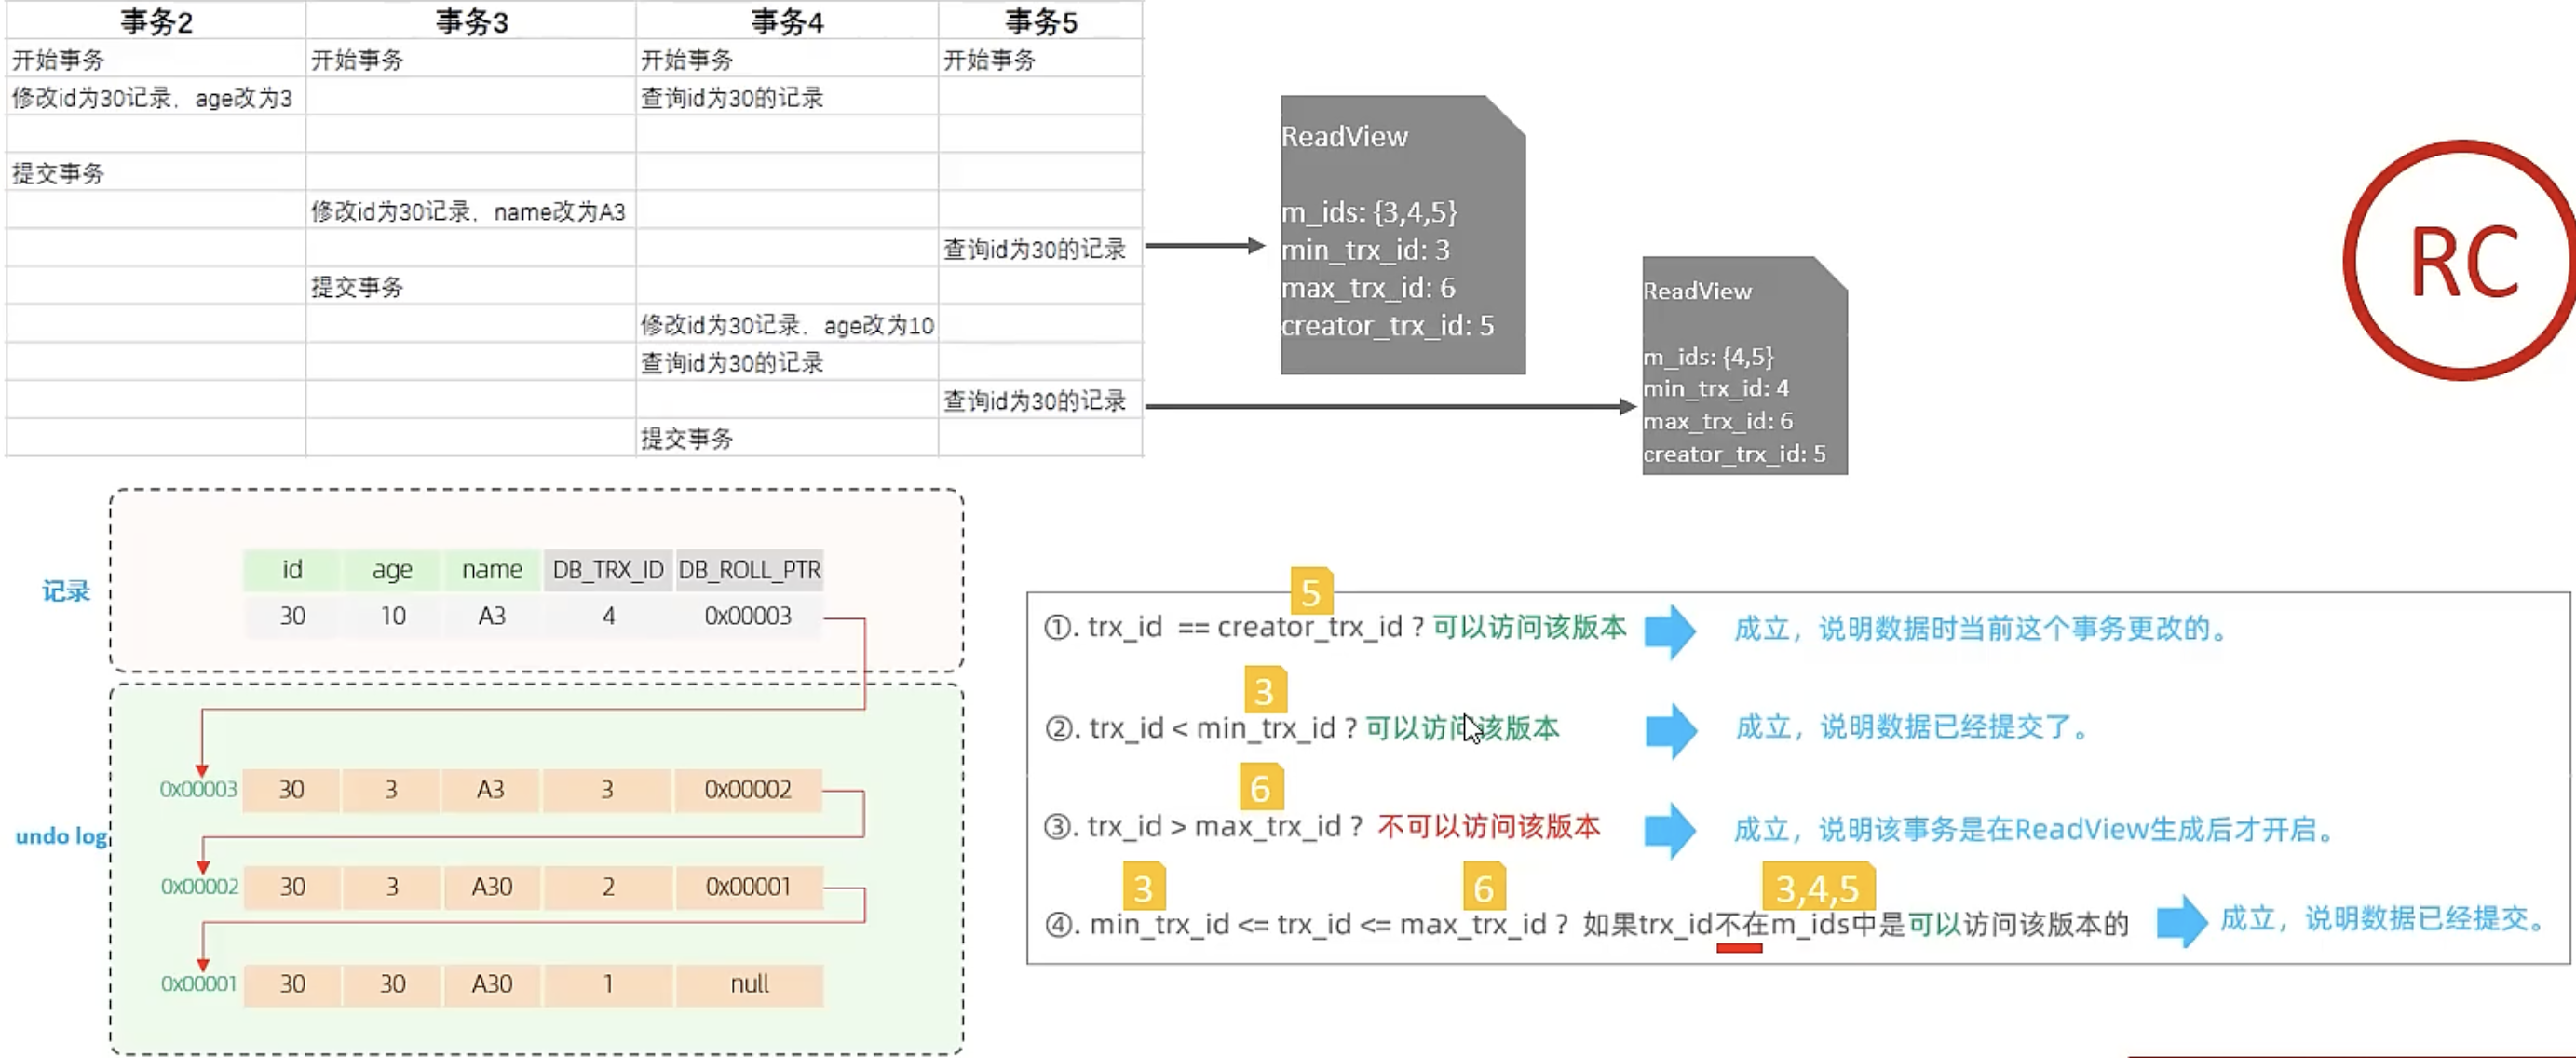 事务2 事务3 事务4 事务5
开始事务 开始事务 开始事务 开始事务
修改id为30记录，age改为3 查询id为30的记录
提交事务
修改id为30记录，name改为A3
查询id为30的记录
提交事务
修改id为30记录，age改为10
查询id为30的记录
查询id为30的记录
提交事务
ReadView
m_ids: {3,4,5}
min_trx_id: 3
max_trx_id: 6
creator_trx_id: 5
ReadView
m_ids: {4,5}
min_trx_id: 4
max_trx_id: 6
creator_trx_id: 5
RC
记录
id age name DB_TRX_ID DB_ROLL_PTR
30 10 A3 4 0x00003
undo log
0x00003 30 3 A3 3 0x00002
0x00002 30 3 A30 2 0x00001
0x00001 30 30 A30 1 null
5
①. trx_id == creator_trx_id ? 可以访问该版本 成立，说明数据时当前这个事务更改的。
3
②. trx_id < min_trx_id ? 可以访问该版本 成立，说明数据已经提交了。
6
③. trx_id > max_trx_id ? 不可以访问该版本 成立，说明该事务是在ReadView生成后才开启。
3 6 3,4,5
④. min_trx_id <= trx_id <= max_trx_id ? 如果trx_id不在m_ids中是可以访问该版本的 成立，说明数据已经提交。